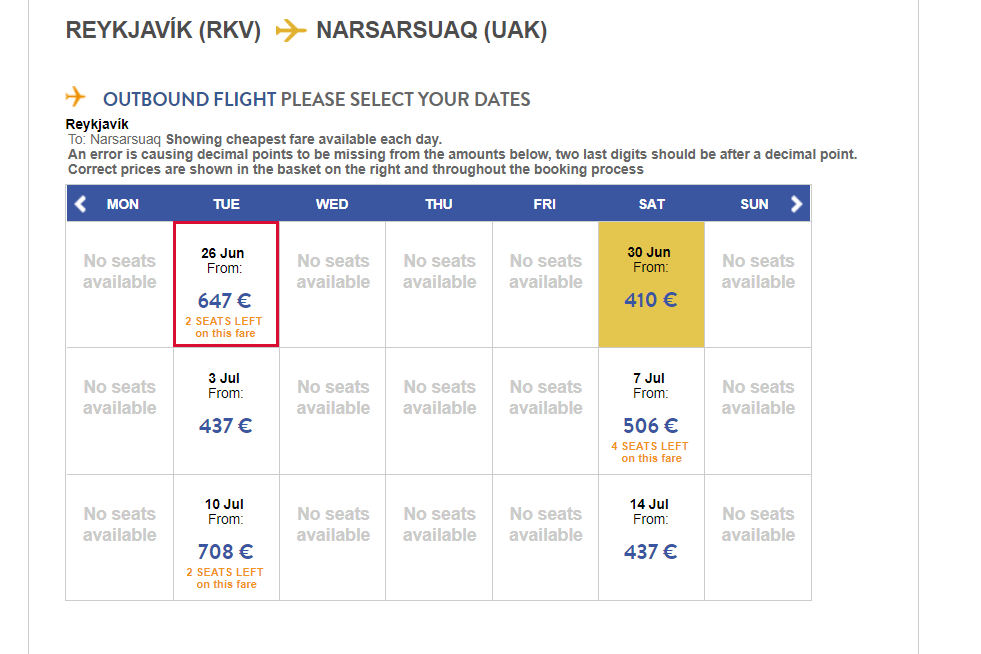 REYKJAVÍK (RKV) NARSARSUAQ (UAK)
OUTBOUND FLIGHT PLEASE SELECT YOUR DATES
Reykjavík
To: Narsarsuaq Showing cheapest fare available each day.
An error is causing decimal points to be missing from the amounts below, two last digits should be after a decimal point.
Correct prices are shown in the basket on the right and throughout the booking process
MON TUE WED THU FRI SAT SUN
No seats
available
26 Jun
From:
647 €
2 SEATS LEFT
on this fare
No seats
available
No seats
available
No seats
available
30 Jun
From:
410 €
No seats
available
No seats
available
3 Jul
From:
437 €
No seats
available
No seats
available
No seats
available
7 Jul
From:
506 €
4 SEATS LEFT
on this fare
No seats
available
No seats
available
10 Jul
From:
708 €
2 SEATS LEFT
on this fare
No seats
available
No seats
available
No seats
available
14 Jul
From:
437 €
No seats
available